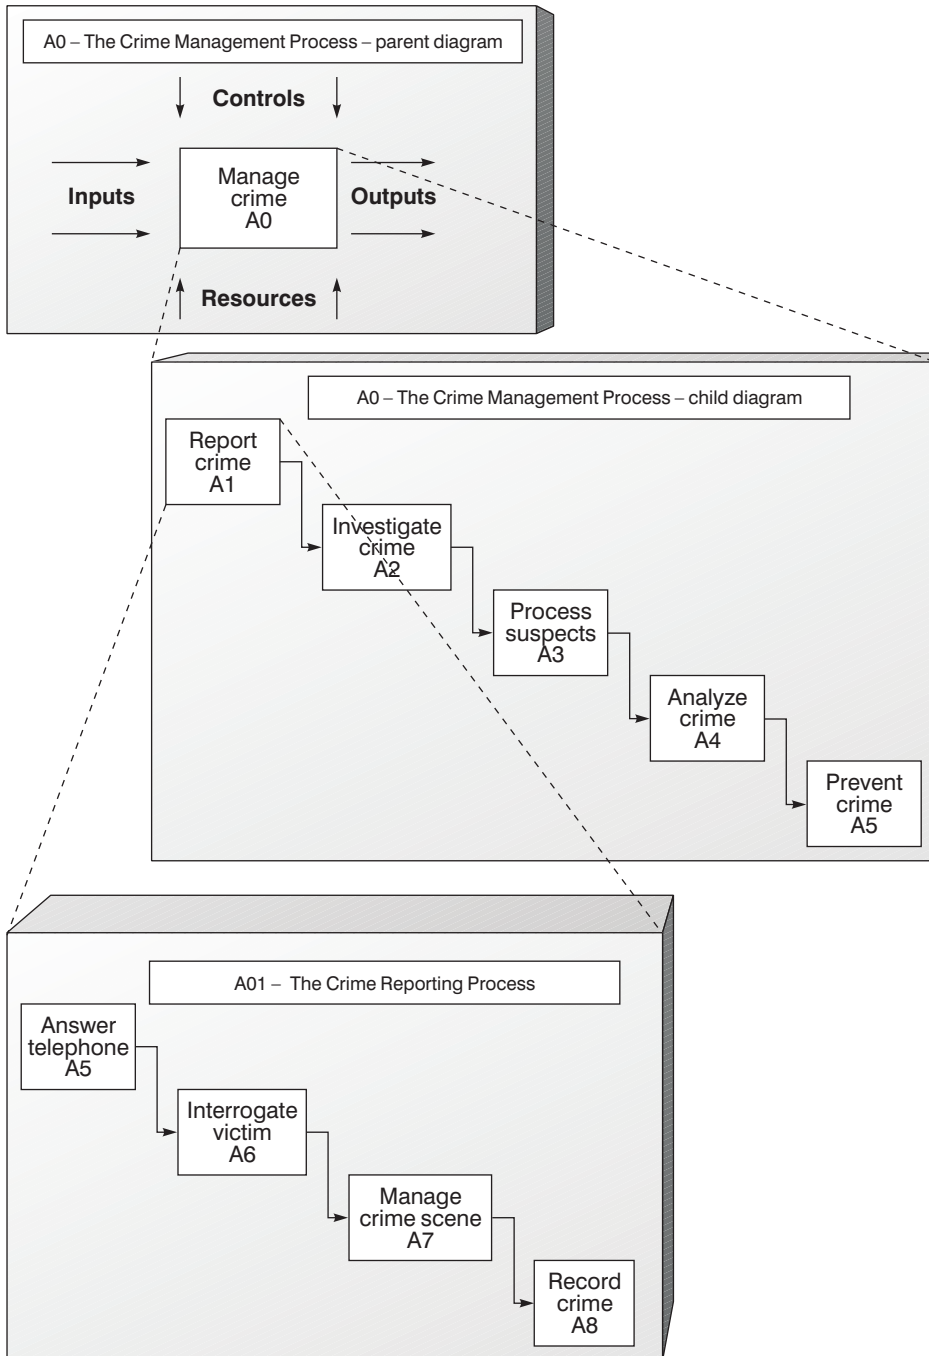 A0 – The Crime Management Process – parent diagram
Controls
Inputs
Manage
crime
A0
Outputs
Resources
A0 – The Crime Management Process – child diagram
Report
crime
A1
Investigate
crime
A2
Process
suspects
A3
Analyze
crime
A4
Prevent
crime
A5
A01 – The Crime Reporting Process
Answer
telephone
A5
Interrogate
victim
A6
Manage
crime scene
A7
Record
crime
A8